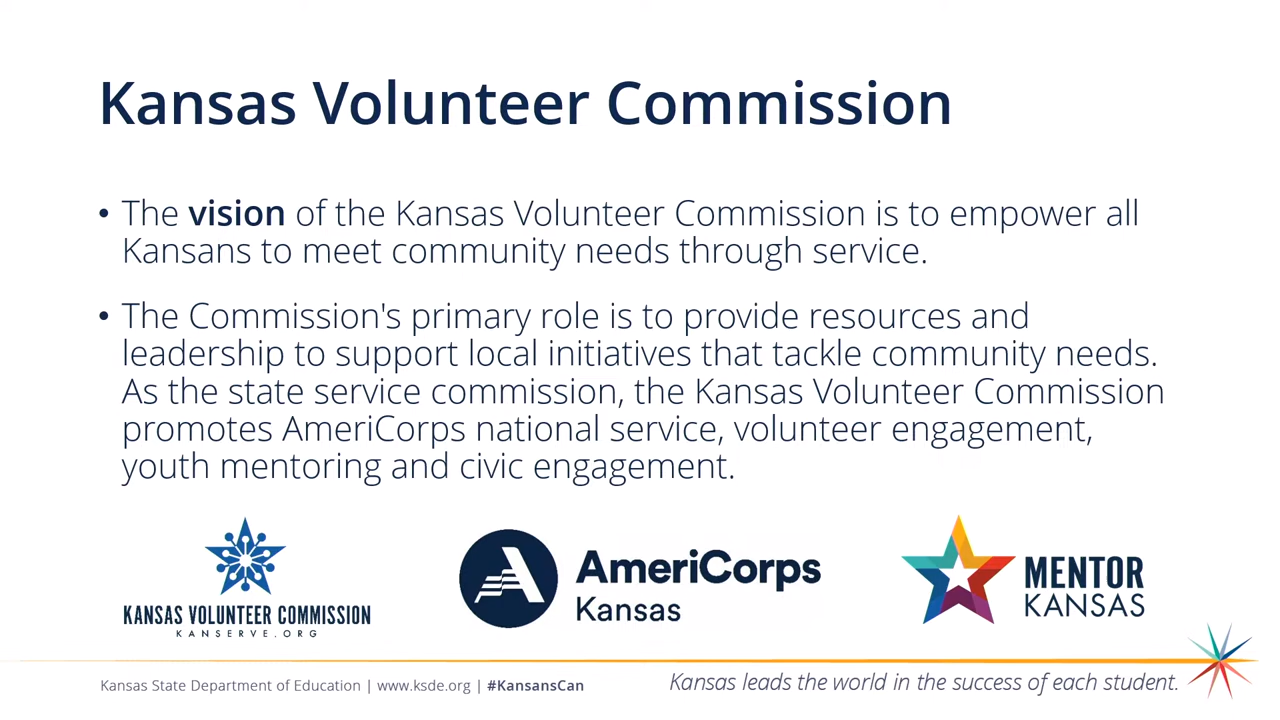 Kansas Volunteer Commission
• The vision of the Kansas Volunteer Commission is to empower all
Kansans to meet community needs through service.
• The Commission's primary role is to provide resources and
leadership to support local initiatives that tackle community needs.
As the state service commission, the Kansas Volunteer Commission
promotes AmeriCorps national service, volunteer engagement,
youth mentoring and civic engagement.
KANSAS VOLUNTEER COMMISSION
KANSERVE.ORG
A
AmeriCorps
Kansas
MENTOR
KANSAS
Kansas State Department of Education | www.ksde.org | #KansansCan
Kansas leads the world in the success of each student.